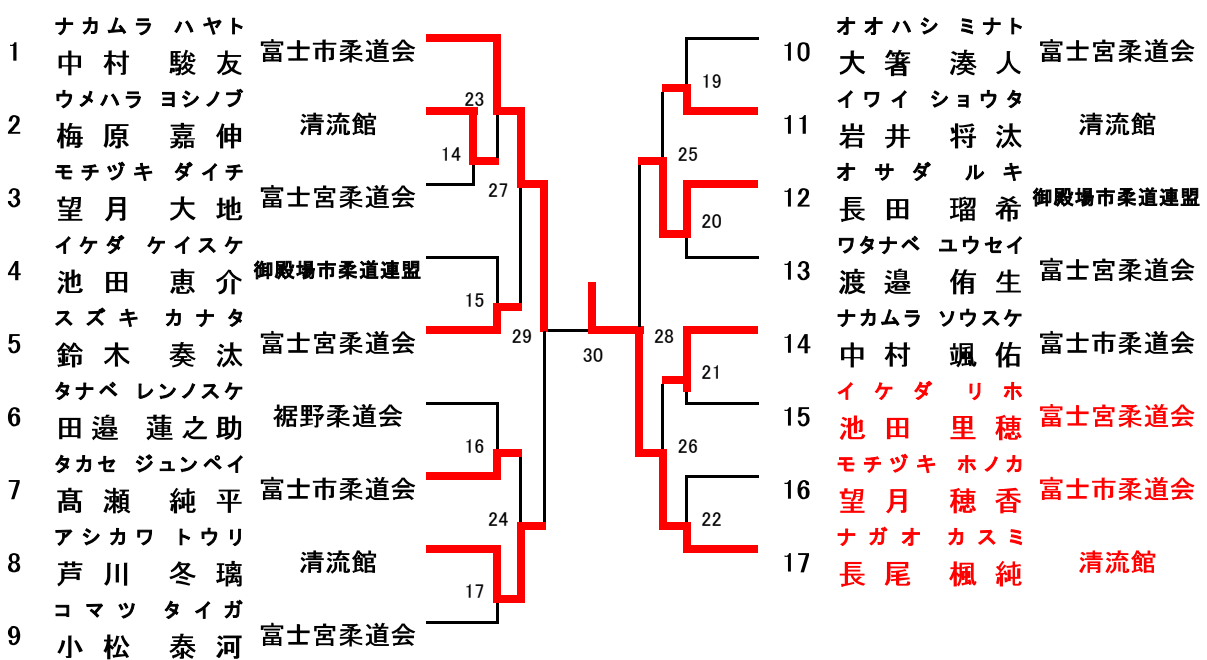 ナカムラ ハヤト
1 中村 駿友 富士市柔道会
ウメハラ ヨシノブ
2 梅原 嘉伸 清流館
モチヅキ ダイチ
3 望月 大地 富士宮柔道会
イケダ ケイスケ
4 池田 恵介 御殿場市柔道連盟
スズキ カナタ
5 鈴木 奏汰 富士宮柔道会
タナベ レンノスケ
6 田邉 蓮之助 裾野柔道会
タカセ ジュンペイ
7 髙瀬 純平 富士市柔道会
アシカワ トウリ
8 芦川 冬璃 清流館
コマツ タイガ
9 小松 泰河 富士宮柔道会
23
14
27
15
29
16
24
17
30
19
25
20
28
21
26
22
オオハシ ミナト
10 大箸 湊人 富士宮柔道会
イワイ ショウタ
11 岩井 将汰 清流館
オサダ ルキ
12 長田 瑠希 御殿場市柔道連盟
ワタナベ ユウセイ
13 渡邉 侑生 富士宮柔道会
ナカムラ ソウスケ
14 中村 颯佑 富士市柔道会
イケダ リホ
15 池田 里穂 富士宮柔道会
モチヅキ ホノカ
16 望月 穂香 富士市柔道会
ナガオ カスミ
17 長尾 楓純 清流館